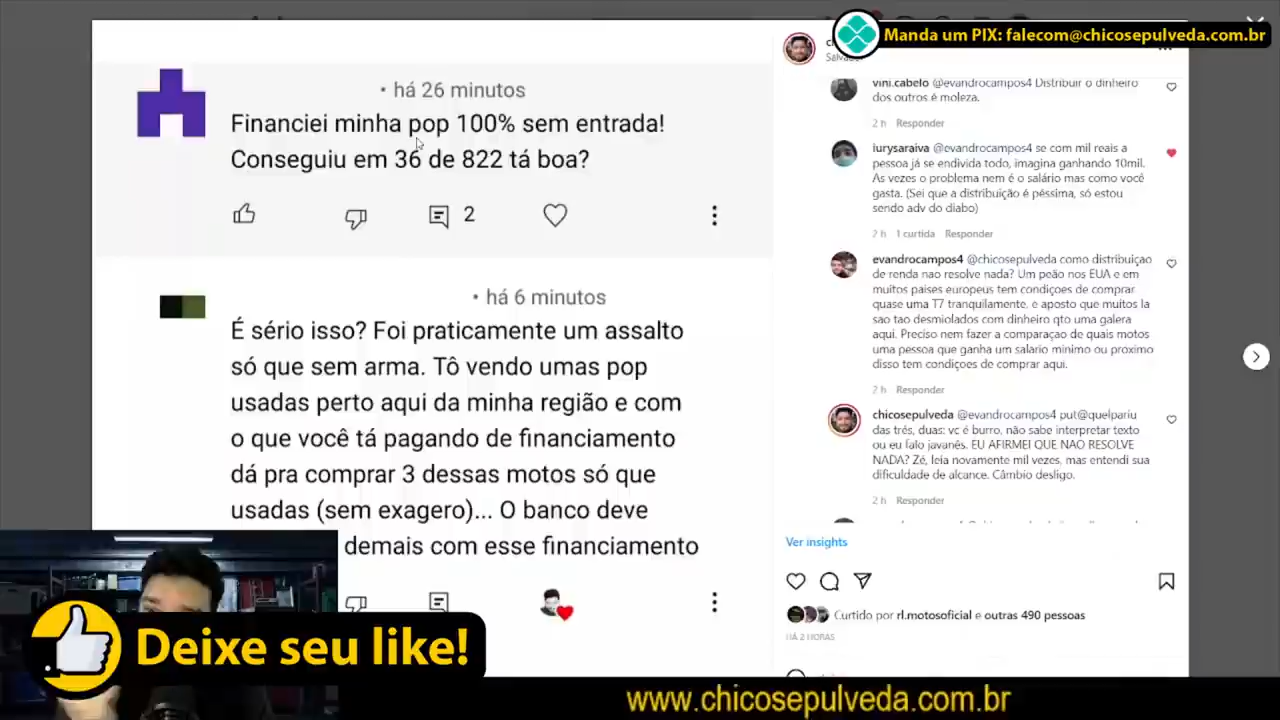 Manda um PIX: falecom@chicosepulveda.com.br
• há 26 minutos
Financiei minha pop 100% sem entrada!
Conseguiu em 36 de 822 tá boa?
2
• há 6 minutos
É sério isso? Foi praticamente um assalto
só que sem arma. Tô vendo umas pop
usadas perto aqui da minha região e com
o que você tá pagando de financiamento
dá pra comprar 3 dessas motos só que
usadas (sem exagero)... O banco deve
demais com esse financiamento
vini.cabelo @evandrocampos4 Distribuir o dinheiro
dos outros é moleza.
2 h Responder
iurysaraiva @evandrocampos4 se com mil reais a
pessoa já se endivida todo, imagina ganhando 10mil.
As vezes o problema nem é o salário mas como você
gasta. (Sei que a distribuição é péssima, só estou
sendo adv do diabo)
2 h 1 curtida Responder
evandrocampos4 @chicosepulveda como distribuiçao
de renda nao resolve nada? Um peão nos EUA e em
muitos paises europeus tem condiçoes de comprar
quase uma T7 tranquilamente. e aposto que muitos la
sao tao desmiolados com dinheiro qto uma galera
aqui. Preciso nem fazer a comparaçao de quais motos
uma pessoa que ganha um salario minimo ou proximo
disso tem condiçoes de comprar aqui.
2 h Responder
chicosepulveda @evandrocampos4 put@quelpariu
das três, duas: vc é burro, não sabe interpretar texto
ou eu falo javanês. EU AFIRMEI QUE NAO RESOLVE
NADA? Zé, leia novamente mil vezes, mas entendi sua
dificuldade de alcance. Câmbio desligo.
2 h Responder
Ver insights
Curtido por rl.motosoficial e outras 490 pessoas
HÁ 2 HORAS
Deixe seu like!
www.chicosepulveda.com.br